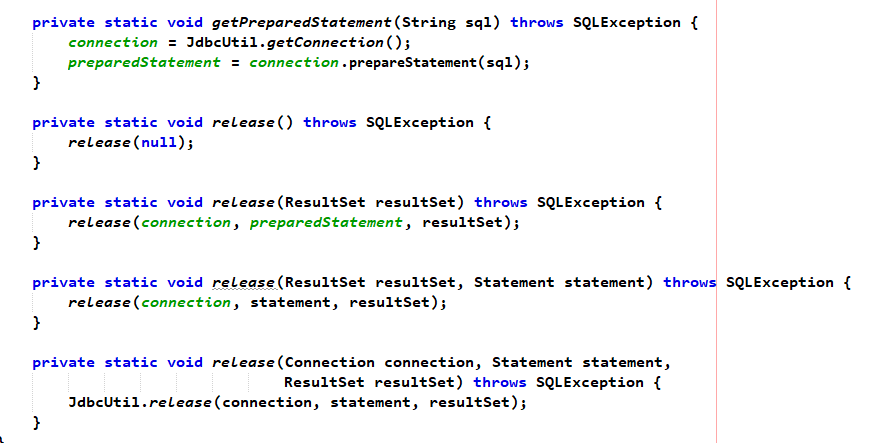 private static void getPreparedStatement(String sql) throws SQLException {
    connection = JdbcUtil.getConnection();
    preparedStatement = connection.prepareStatement(sql);
}

private static void release() throws SQLException {
    release(null);
}

private static void release(ResultSet resultSet) throws SQLException {
    release(connection, preparedStatement, resultSet);
}

private static void release(ResultSet resultSet, Statement statement) throws SQLException {
    release(connection, statement, resultSet);
}

private static void release(Connection connection, Statement statement,
                            ResultSet resultSet) throws SQLException {
    JdbcUtil.release(connection, statement, resultSet);
}